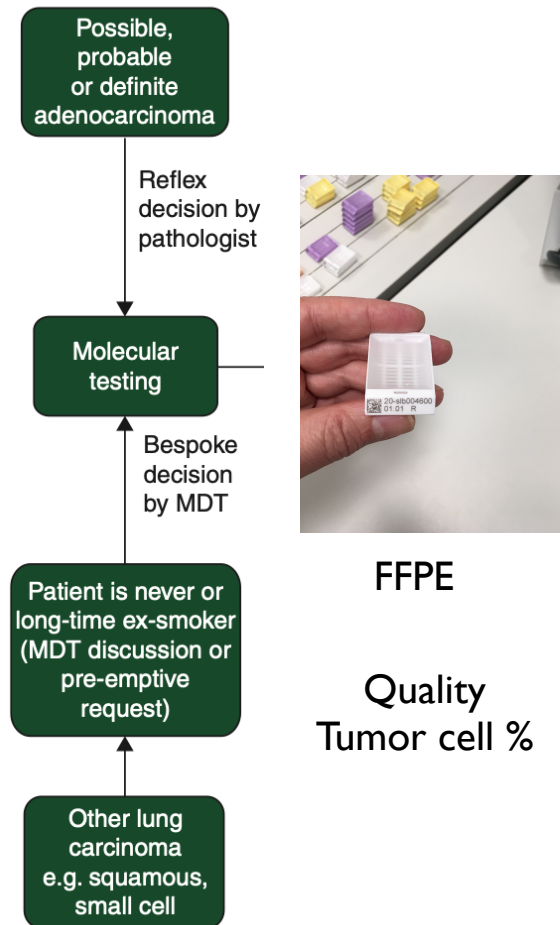 Possible,
probable
or definite
adenocarcinoma
Reflex
decision by
pathologist
Molecular
testing
Bespoke
decision
by MDT
Patient is never or
long-time ex-smoker
(MDT discussion or
pre-emptive
request)
Other lung
carcinoma
e.g. squamous,
small cell
20-slb004600
01.01 R
FFPE
Quality
Tumor cell %